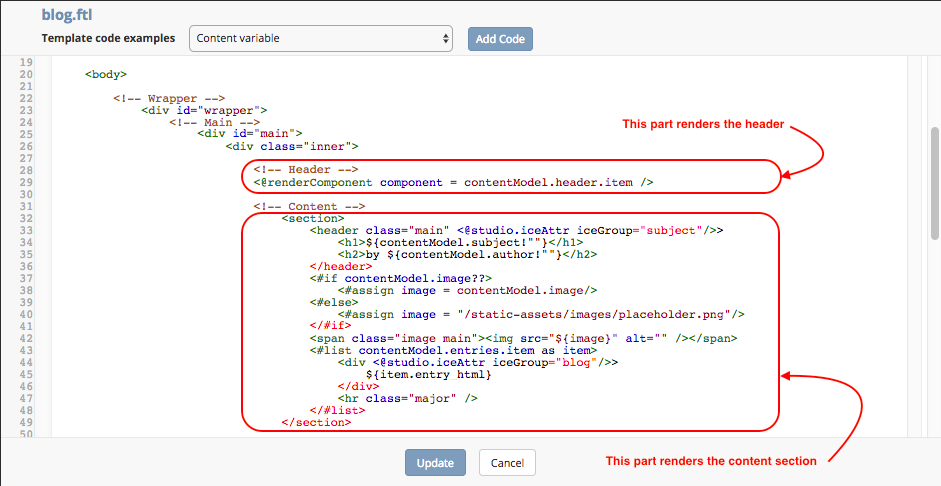 blog.ftl
Template code examples Content variable Add Code
19
20 <body>
21
22 <!-- Wrapper -->
23 <div id="wrapper">
24 <!-- Main -->
25 <div id="main">
26 <div class="inner">
This part renders the header
27
28 <!-- Header -->
29 <@renderComponent component = contentModel.header.item />
30
31 <!-- Content -->
32 <section>
33 <header class="main" <@studio.iceAttr iceGroup="subject"/>>
34 <h1>${contentModel.subject!""}</h1>
35 <h2>by ${contentModel.author!""}</h2>
36 </header>
37 <#if contentModel.image??>
38 <#assign image = contentModel.image/>
39 <#else>
40 <#assign image = "/static-assets/images/placeholder.png"/>
41 </#if>
42 <span class="image main"><img src="${image}" alt="" /></span>
43 <#list contentModel.entries.item as item>
44 <div <@studio.iceAttr iceGroup="blog"/>>
45 ${item.entry html}
46 </div>
47 <hr class="major" />
48 </#list>
49 </section>
50
Update Cancel
This part renders the content section